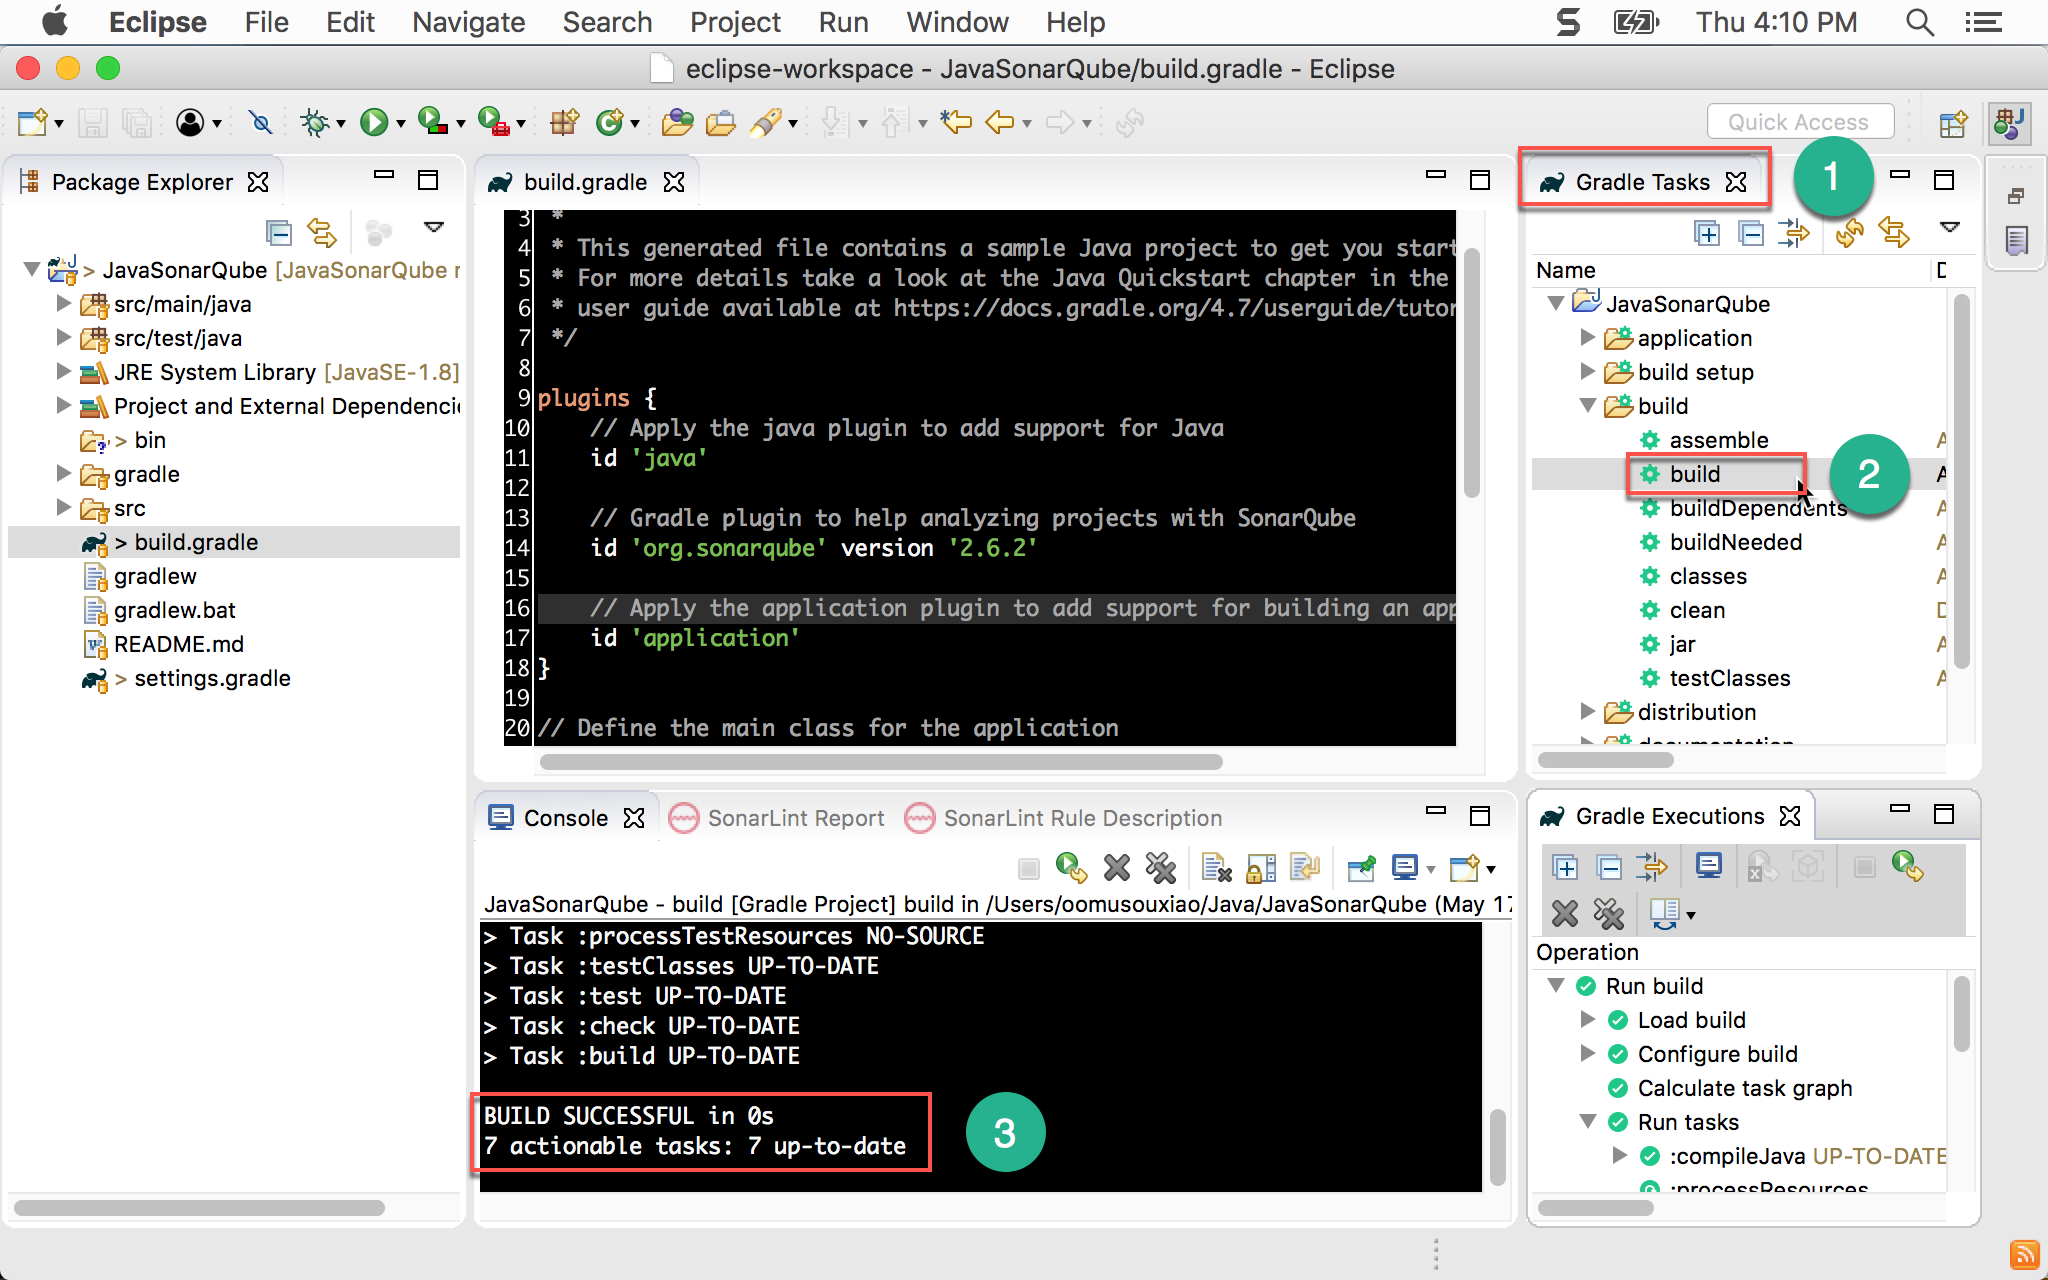 Eclipse File Edit Navigate Search Project Run Window Help Thu 4:10 PM
eclipse-workspace - JavaSonarQube/build.gradle - Eclipse
Quick Access
Package Explorer
> JavaSonarQube [JavaSonarQube r
src/main/java
src/test/java
JRE System Library [JavaSE-1.8]
Project and External Dependenci
> bin
gradle
src
> build.gradle
gradlew
gradlew.bat
README.md
> settings.gradle
build.gradle
3 *
4 * This generated file contains a sample Java project to get you start
5 * For more details take a look at the Java Quickstart chapter in the
6 * user guide available at https://docs.gradle.org/4.7/userguide/tutor
7 */
8
9 plugins {
10 // Apply the java plugin to add support for Java
11 id 'java'
12
13 // Gradle plugin to help analyzing projects with SonarQube
14 id 'org.sonarqube' version '2.6.2'
15
16 // Apply the application plugin to add support for building an app
17 id 'application'
18 }
19
20 // Define the main class for the application
Gradle Tasks
1
Name D
JavaSonarQube
application
build setup
build
assemble A
build A
2
buildDependents A
buildNeeded A
classes A
clean D
jar A
testClasses A
distribution
documentation
Console SonarLint Report SonarLint Rule Description
JavaSonarQube - build [Gradle Project] build in /Users/oomusouxiao/Java/JavaSonarQube (May 17
> Task :processTestResources NO-SOURCE
> Task :testClasses UP-TO-DATE
> Task :test UP-TO-DATE
> Task :check UP-TO-DATE
> Task :build UP-TO-DATE
BUILD SUCCESSFUL in 0s
7 actionable tasks: 7 up-to-date
3
Gradle Executions
Operation
Run build
Load build
Configure build
Calculate task graph
Run tasks
:compileJava UP-TO-DATE
:processResources